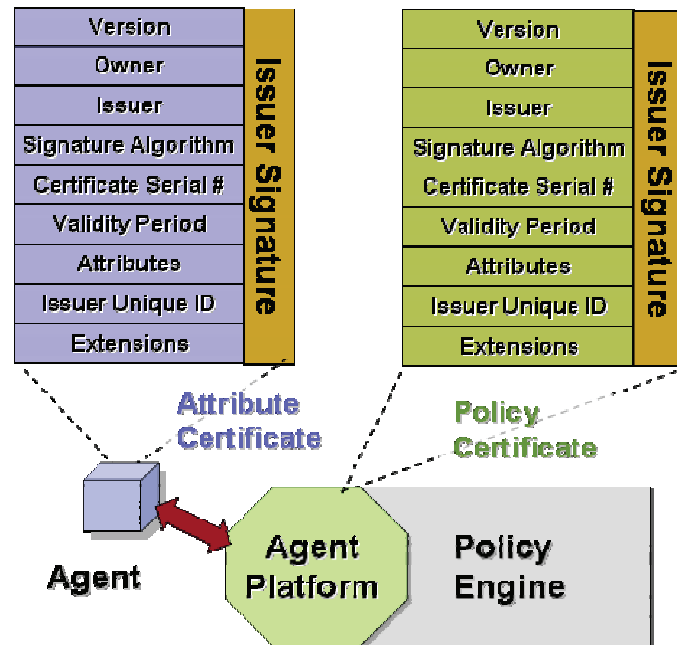 Version
Owner
Issuer
Signature Algorithm
Certificate Serial #
Validity Period
Attributes
Issuer Unique ID
Extensions
Issuer Signature
Version
Owner
Issuer
Signature Algorithm
Certificate Serial #
Validity Period
Attributes
Issuer Unique ID
Extensions
Issuer Signature
Attribute
Certificate
Policy
Certificate
Agent
Agent
Platform
Policy
Engine